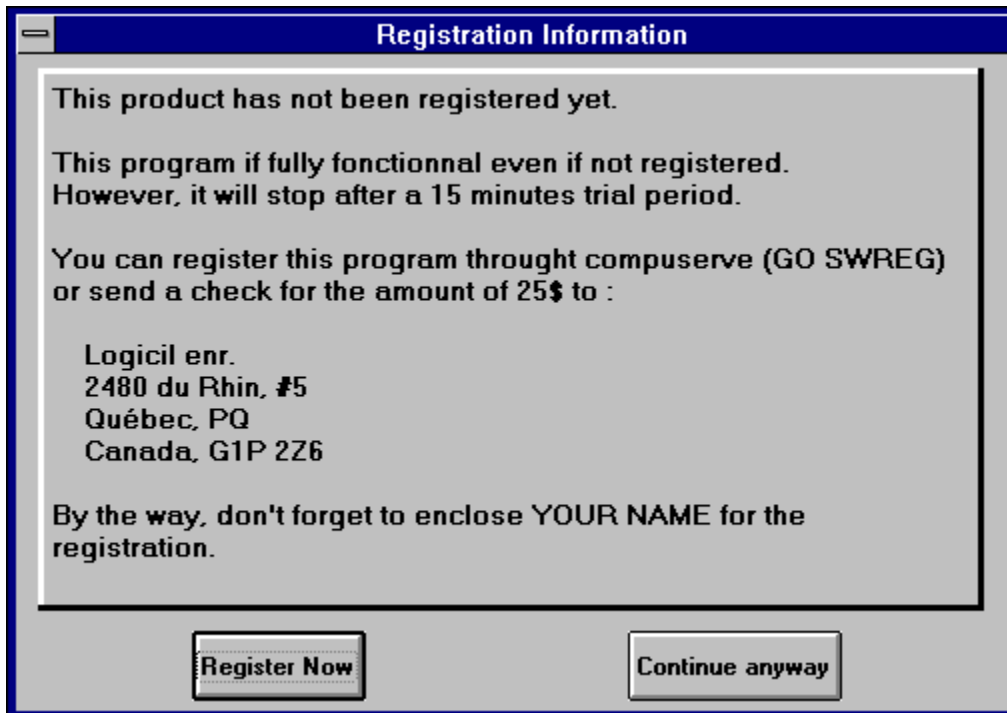 Registration Information
This product has not been registered yet.
This program if fully fonctionnal even if not registered.
However, it will stop after a 15 minutes trial period.
You can register this program throught compuserve (GO SWREG)
or send a check for the amount of 25$ to :
Logicil enr.
2480 du Rhin, #5
Québec, PQ
Canada, G1P 2Z6
By the way, don't forget to enclose YOUR NAME for the
registration.
Register Now
Continue anyway